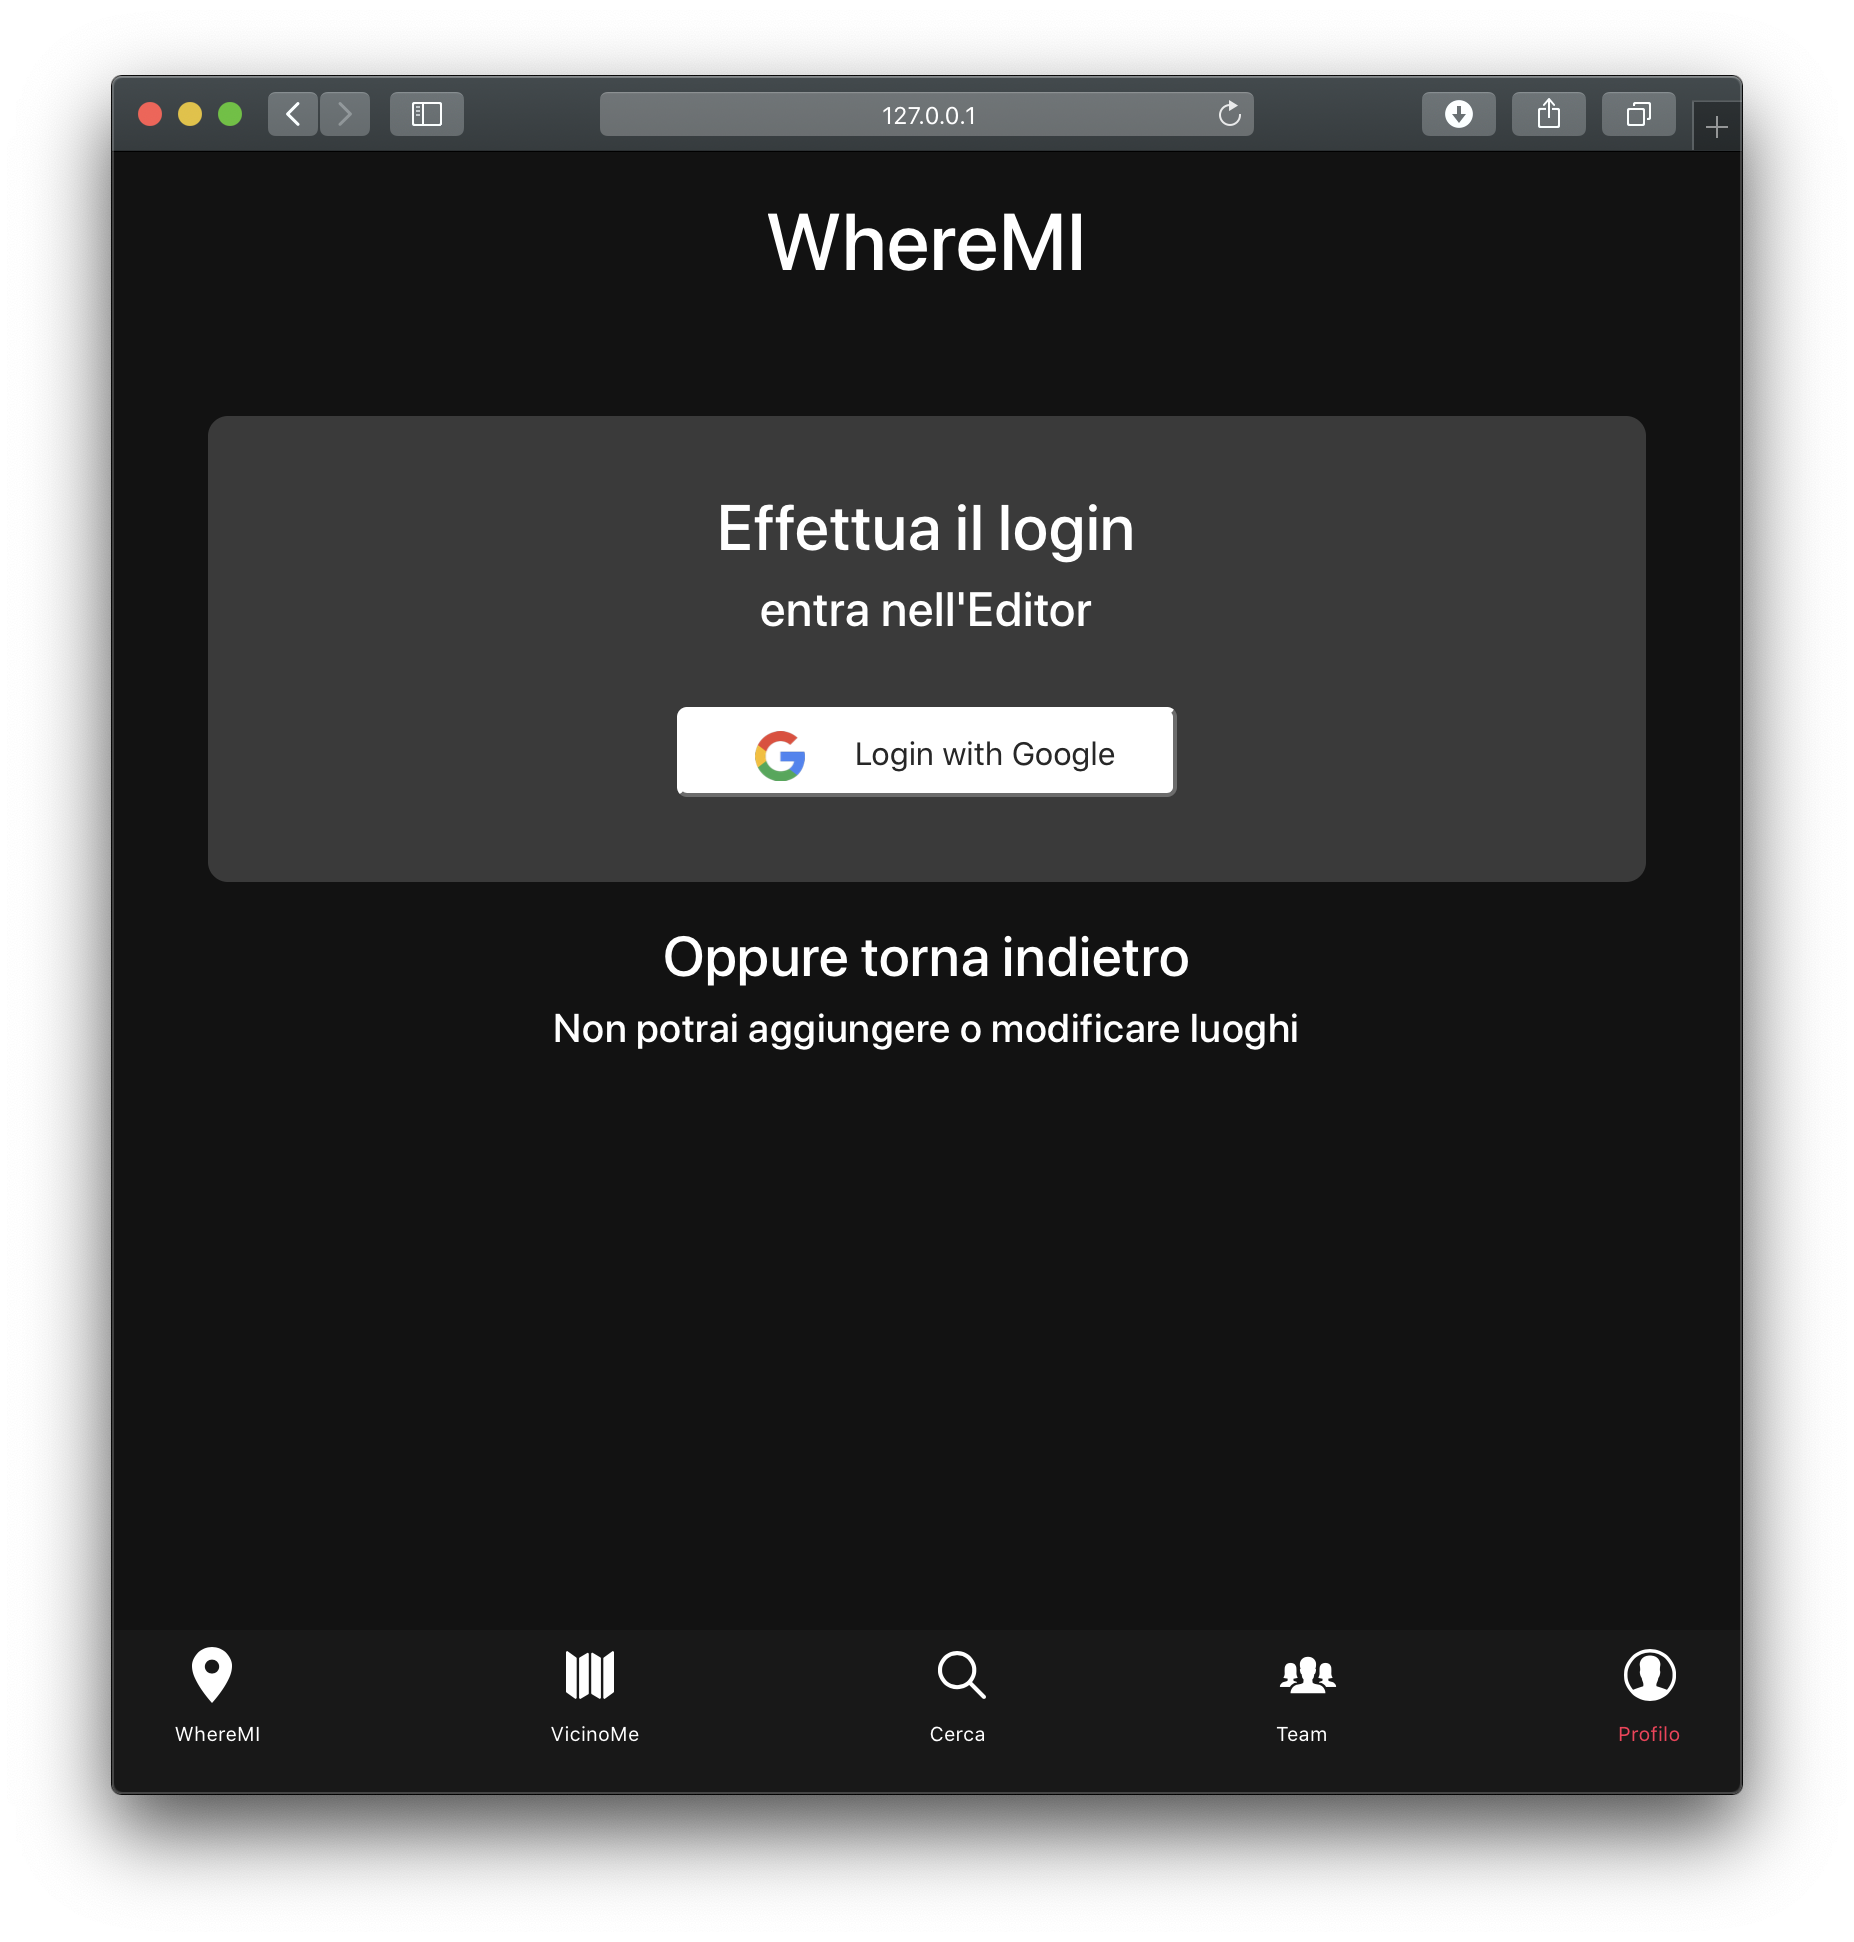 127.0.0.1
WhereMI
Effettua il login
entra nell'Editor
Login with Google
Oppure torna indietro
Non potrai aggiungere o modificare luoghi
WhereMI VicinoMe Cerca Team Profilo